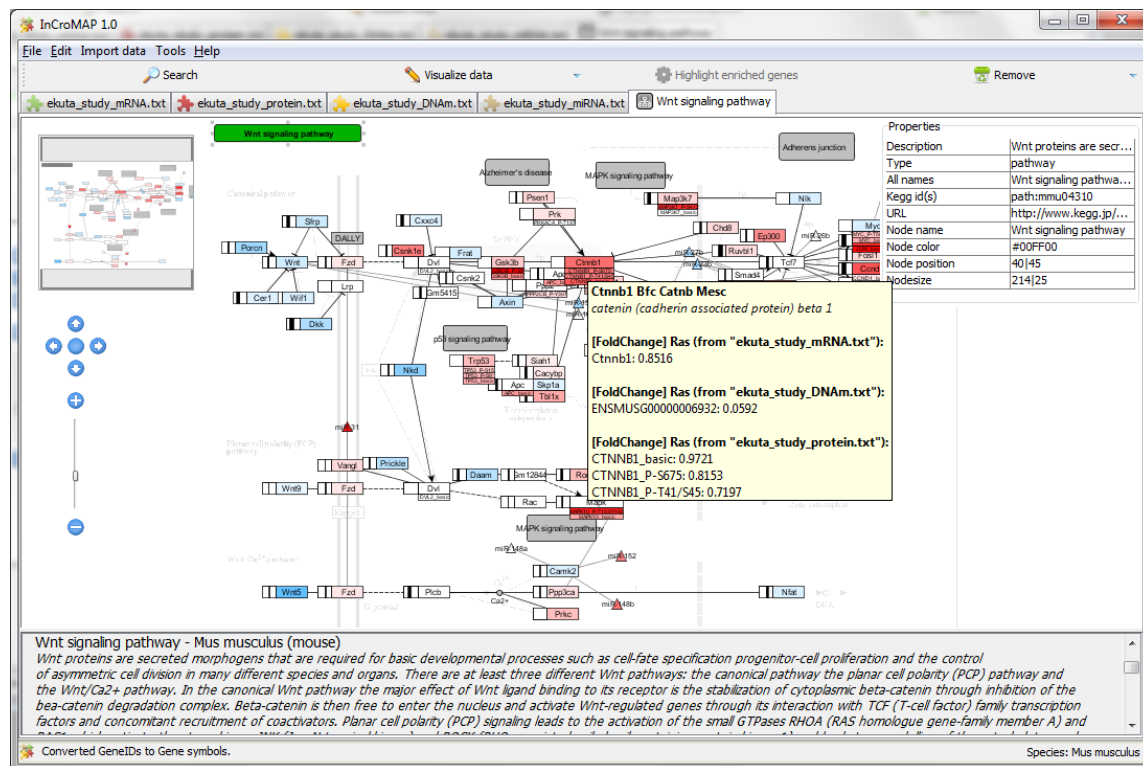 InCroMAP 1.0
File Edit Import data Tools Help
Search Visualize data Highlight enriched genes Remove
ekuta_study_mRNA.txt ekuta_study_protein.txt ekuta_study_DNAm.txt ekuta_study_miRNA.txt Wnt signaling pathway
Wnt signaling pathway
Adherens junction
Alzheimer's disease
MAPK signaling pathway
Psen1
Map3k7
Nlk
Prk
Sfrp
Cxxc4
Chd8
Ep300
DALLY
Porcn
Csnk1e
Frat
Ruvbl1
Wnt
Fzd
Dvl
Gsk3b
Ctnnb1
Tcf7
Csnk2
Smad4
Lrp
Cer1
Wif1
Gm5415
Axin
Dkk
p53 signaling pathway
Trp53
Siah1
Nkd
Cacybp
Apc
Skp1a
Tbl1x
miR-31
Vangl
Prickle
Daam
Gm12844
Wnt9
Fzd
Dvl
Rac
Mapk
MAPK signaling pathway
miR-148a
miR-152
Camk2
Wnt5
Fzd
Plcb
Ca2+
Ppp3ca
Nfat
miR-148b
Prkc
Properties
Description Wnt proteins are secr...
Type pathway
All names Wnt signaling pathwa...
Kegg id(s) path:mmu04310
URL http://www.kegg.jp/...
Node name Wnt signaling pathway
Node color #00FF00
Node position 40|45
Nodesize 214|25
Ctnnb1 Bfc Catnb Mesc
catenin (cadherin associated protein) beta 1
[FoldChange] Ras (from "ekuta_study_mRNA.txt"):
Ctnnb1: 0.8516
[FoldChange] Ras (from "ekuta_study_DNAm.txt"):
ENSMUSG00000006932: 0.0592
[FoldChange] Ras (from "ekuta_study_protein.txt"):
CTNNB1_basic: 0.9721
CTNNB1_P-S675: 0.8153
CTNNB1_P-T41/S45: 0.7197
Wnt signaling pathway - Mus musculus (mouse)
Wnt proteins are secreted morphogens that are required for basic developmental processes such as cell-fate specification progenitor-cell proliferation and the control
of asymmetric cell division in many different species and organs. There are at least three different Wnt pathways: the canonical pathway the planar cell polarity (PCP) pathway and
the Wnt/Ca2+ pathway. In the canonical Wnt pathway the major effect of Wnt ligand binding to its receptor is the stabilization of cytoplasmic beta-catenin through inhibition of the
bea-catenin degradation complex. Beta-catenin is then free to enter the nucleus and activate Wnt-regulated genes through its interaction with TCF (T-cell factor) family transcription
factors and concomitant recruitment of coactivators. Planar cell polarity (PCP) signaling leads to the activation of the small GTPases RHOA (RAS homologue gene-family member A) and
Converted GeneIDs to Gene symbols.
Species: Mus musculus